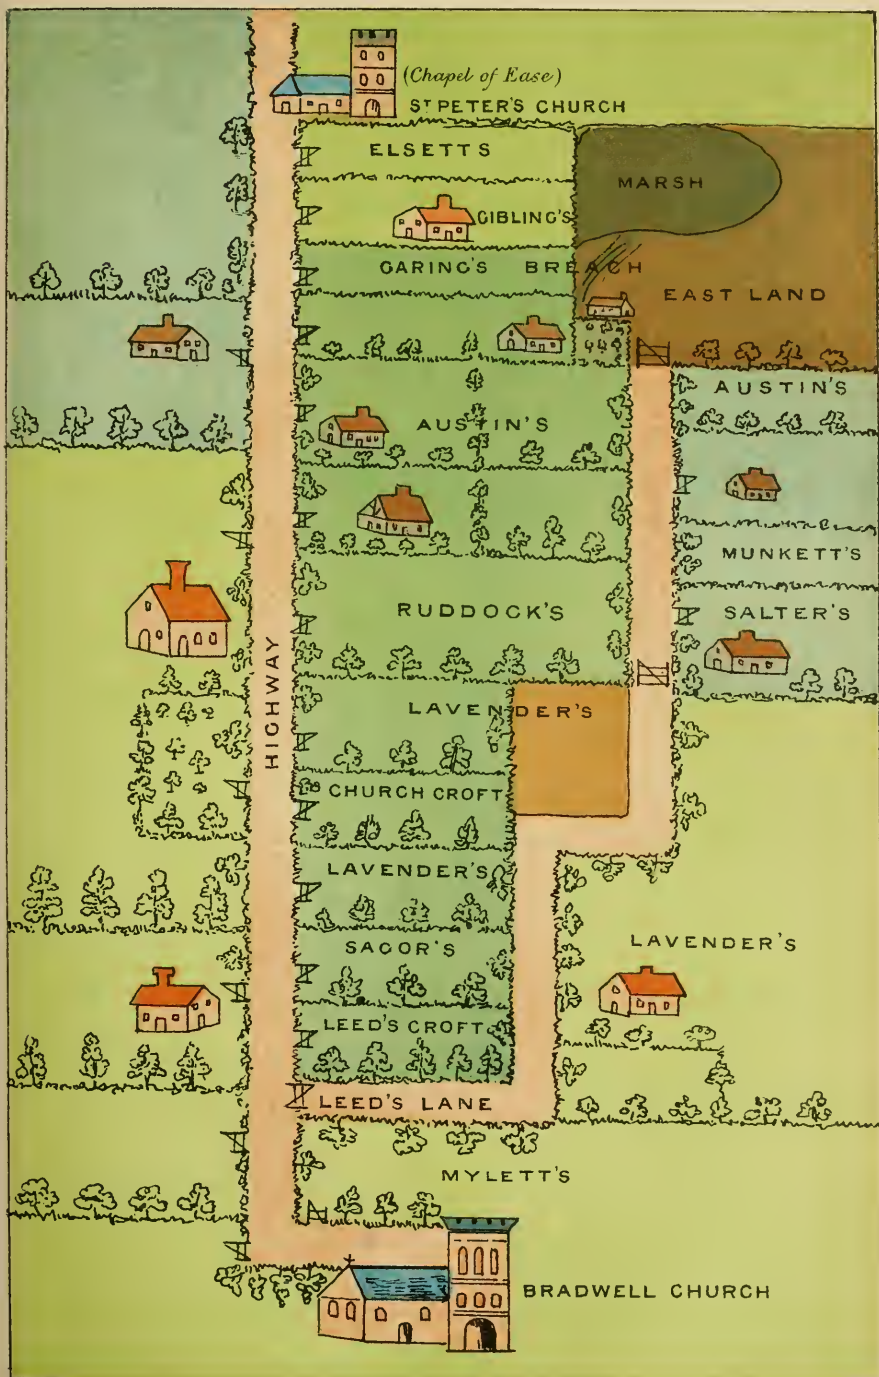 (Chapel of Ease)
ST PETER'S CHURCH
ELSETTS
MARSH
GIBLING'S
GARING'S BREACH
EAST LAND
AUSTIN'S
AUSTIN'S
MUNKETT'S
RUDDOCK'S
SALTER'S
HIGHWAY
LAVENDER'S
CHURCH CROFT
LAVENDER'S
LAVENDER'S
SACOR'S
LEED'S CROFT
LEED'S LANE
MYLETT'S
BRADWELL CHURCH